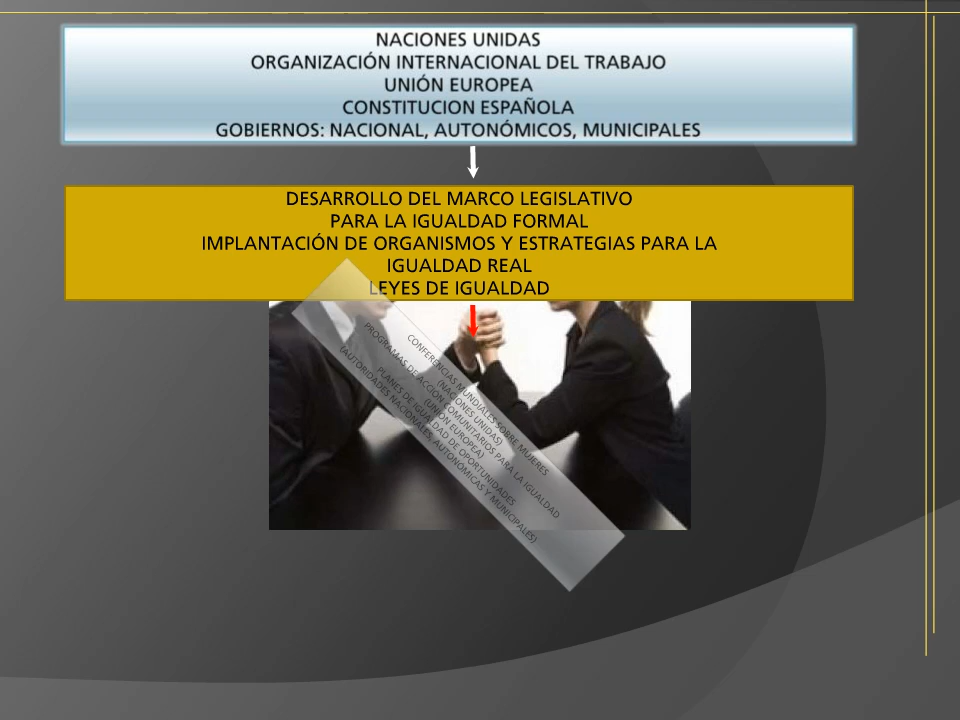 NACIONES UNIDAS
ORGANIZACIÓN INTERNACIONAL DEL TRABAJO
UNIÓN EUROPEA
CONSTITUCION ESPAÑOLA
GOBIERNOS: NACIONAL, AUTONÓMICOS, MUNICIPALES
DESARROLLO DEL MARCO LEGISLATIVO
PARA LA IGUALDAD FORMAL
IMPLANTACIÓN DE ORGANISMOS Y ESTRATEGIAS PARA LA
IGUALDAD REAL
LEYES DE IGUALDAD
CONFERENCIAS MUNDIALES SOBRE MUJERES
(NACIONES UNIDAS)
PROGRAMAS DE ACCIÓN COMUNITARIOS PARA LA IGUALDAD
(UNIÓN EUROPEA)
PLANES DE IGUALDAD DE OPORTUNIDADES
(AUTORIDADES NACIONALES, AUTONÓMICAS Y MUNICIPALES)